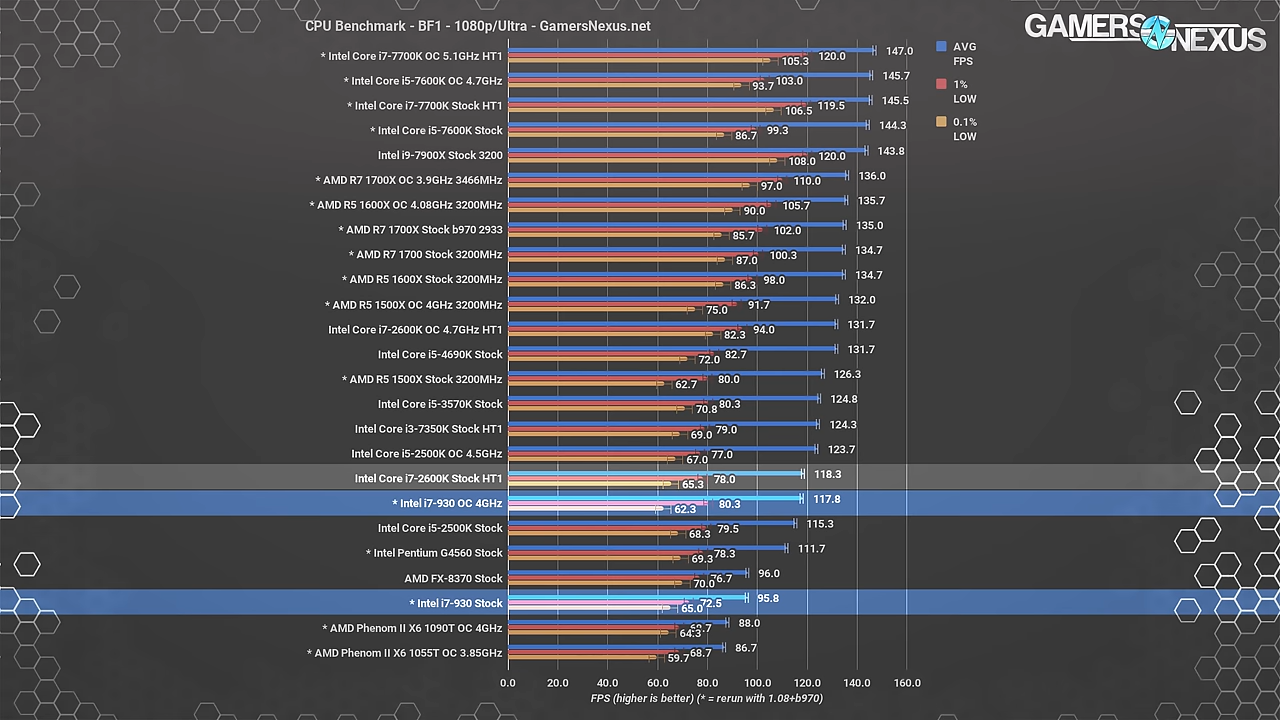 CPU Benchmark - BF1 - 1080p/Ultra - GamersNexus.net
GAMERS NEXUS
AVG FPS
1% LOW
0.1% LOW
* Intel Core i7-7700K OC 5.1GHz HT1 147.0 120.0 105.3
* Intel Core i5-7600K OC 4.7GHz 145.7 103.0 93.7
* Intel Core i7-7700K Stock HT1 145.5 119.5 106.5
* Intel Core i5-7600K Stock 144.3 99.3 86.7
Intel i9-7900X Stock 3200 143.8 120.0 108.0
* AMD R7 1700X OC 3.9GHz 3466MHz 136.0 110.0 97.0
* AMD R5 1600X OC 4.08GHz 3200MHz 135.7 105.7 90.0
* AMD R7 1700X Stock b970 2933 135.0 102.0 85.7
* AMD R7 1700 Stock 3200MHz 134.7 100.3 87.0
* AMD R5 1600X Stock 3200MHz 134.7 98.0 86.3
* AMD R5 1500X OC 4GHz 3200MHz 132.0 91.7 75.0
Intel Core i7-2600K OC 4.7GHz HT1 131.7 94.0 82.3
Intel Core i5-4690K Stock 131.7 82.7 72.0
* AMD R5 1500X Stock 3200MHz 126.3 80.0 62.7
Intel Core i5-3570K Stock 124.8 80.3 70.8
Intel Core i3-7350K Stock HT1 124.3 79.0 69.0
Intel Core i5-2500K OC 4.5GHz 123.7 77.0 67.0
Intel Core i7-2600K Stock HT1 118.3 78.0 65.3
* Intel i7-930 OC 4GHz 117.8 80.3 62.3
Intel Core i5-2500K Stock 115.3 79.5 68.3
* Intel Pentium G4560 Stock 111.7 78.3 69.3
AMD FX-8370 Stock 96.0 76.7 70.0
* Intel i7-930 Stock 95.8 72.5 65.0
* AMD Phenom II X6 1090T OC 4GHz 88.0 64.3
* AMD Phenom II X6 1055T OC 3.85GHz 86.7 68.7 59.7
0.0 20.0 40.0 60.0 80.0 100.0 120.0 140.0 160.0
FPS (higher is better) (* = rerun with 1.08+b970)